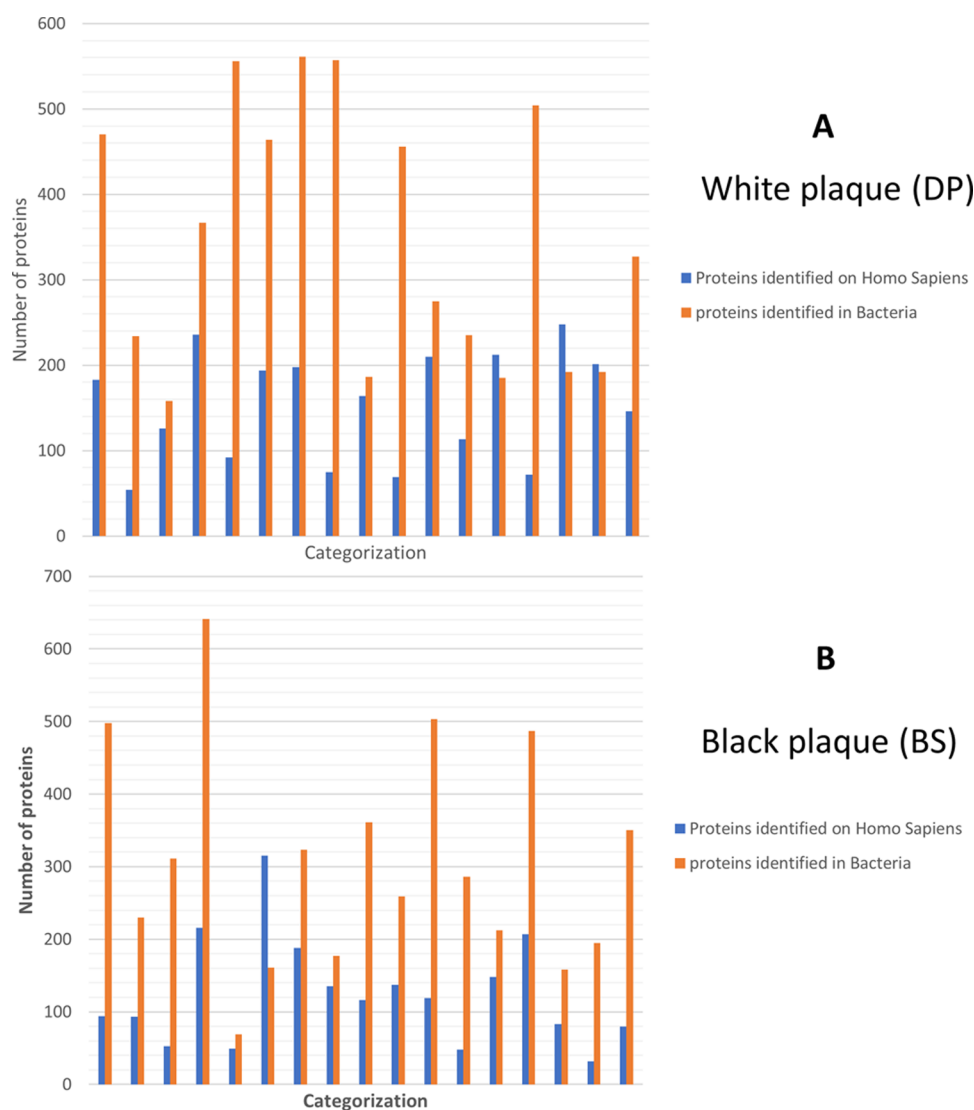 600
500
400
300
200
100
0
Number of proteins
Categorization
A
White plaque (DP)
Proteins identified on Homo Sapiens
proteins identified in Bacteria
700
600
500
400
300
200
100
0
Number of proteins
Categorization
B
Black plaque (BS)
Proteins identified on Homo Sapiens
proteins identified in Bacteria